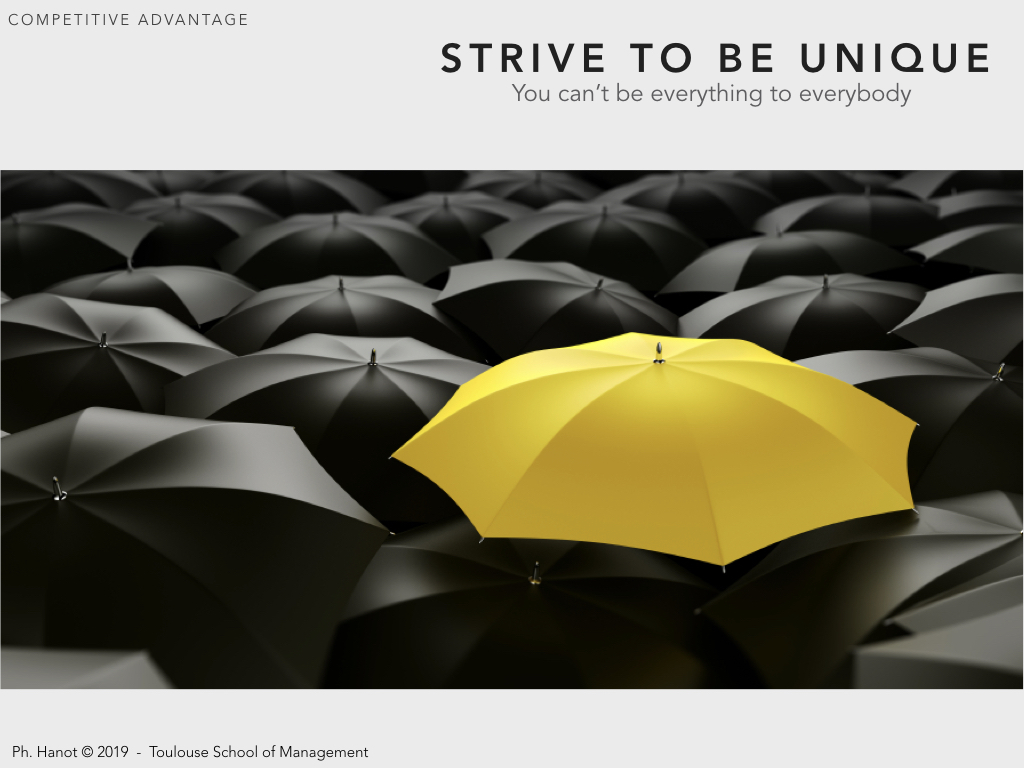 COMPETITIVE ADVANTAGE
STRIVE TO BE UNIQUE
You can’t be everything to everybody
Ph. Hanot © 2019 - Toulouse School of Management